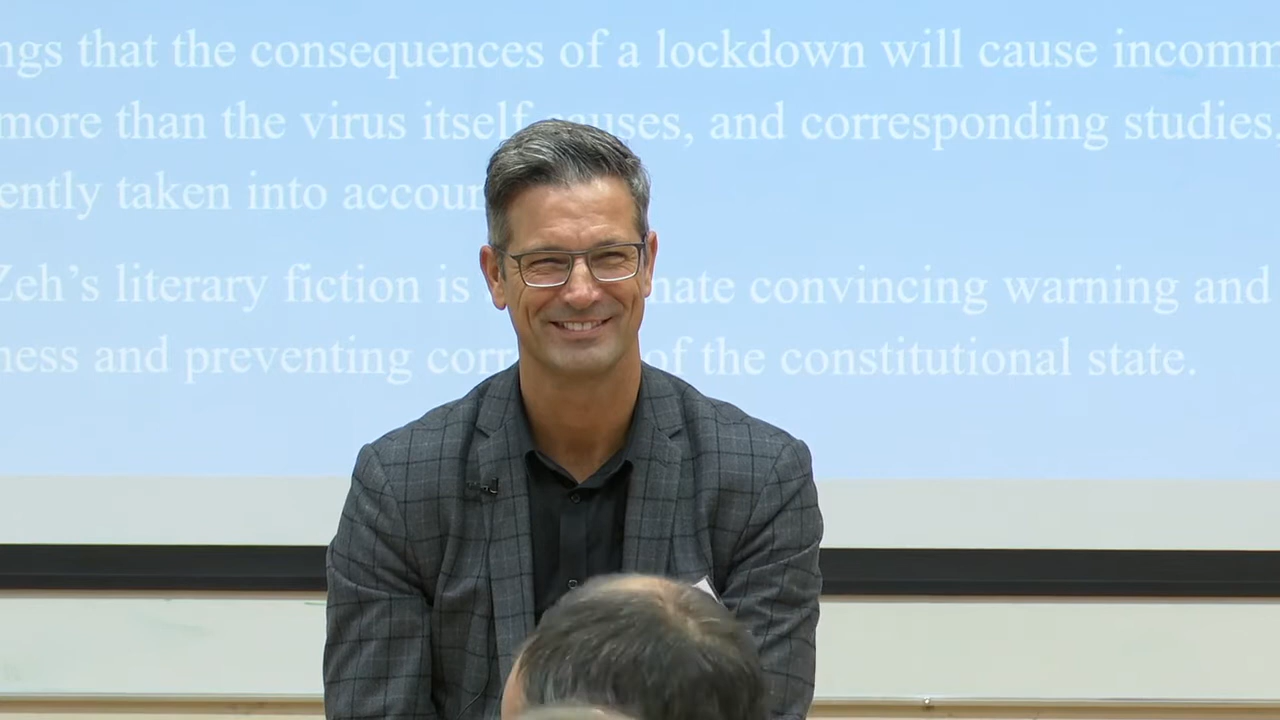 ngs that the consequences of a lockdown will cause incomm
more than the virus itself causes, and corresponding studies,
ently taken into accoun
Zeh's literary fiction is nate convincing warning and
ness and preventing corr of the constitutional state.